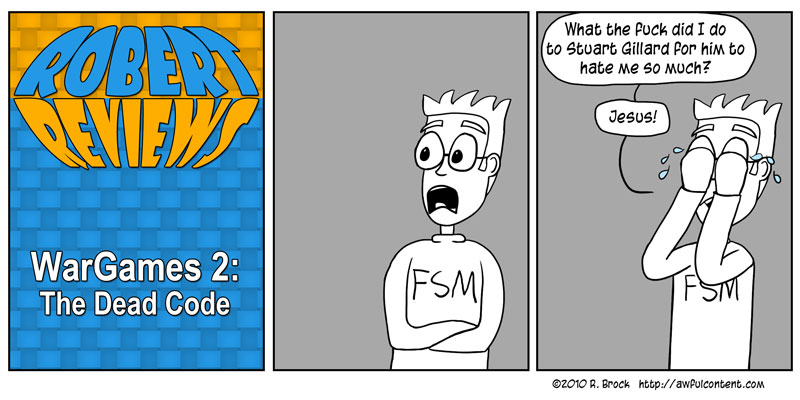 ROBERT
REVIEWS
WarGames 2:
The Dead Code
FSM
What the fuck did I do
to Stuart Gillard for him to
hate me so much?
Jesus!
FSM
©2010 R. Brock http://awfulcontent.com